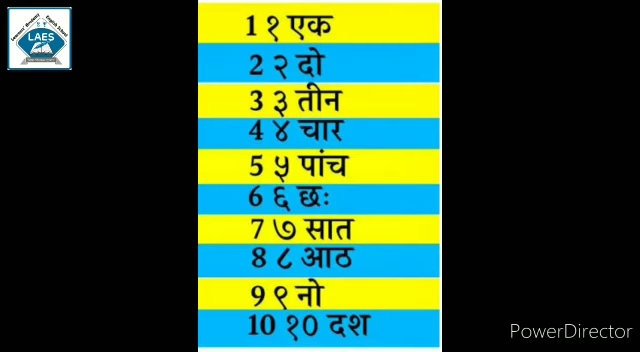 LAES
1 १ एक
2 २ दो
3 ३ तीन
4 ४ चार
5 ५ पांच
6 ६ छः
7 ७ सात
8 ८ आठ
9 ९ नो
10 १० दश
PowerDirector